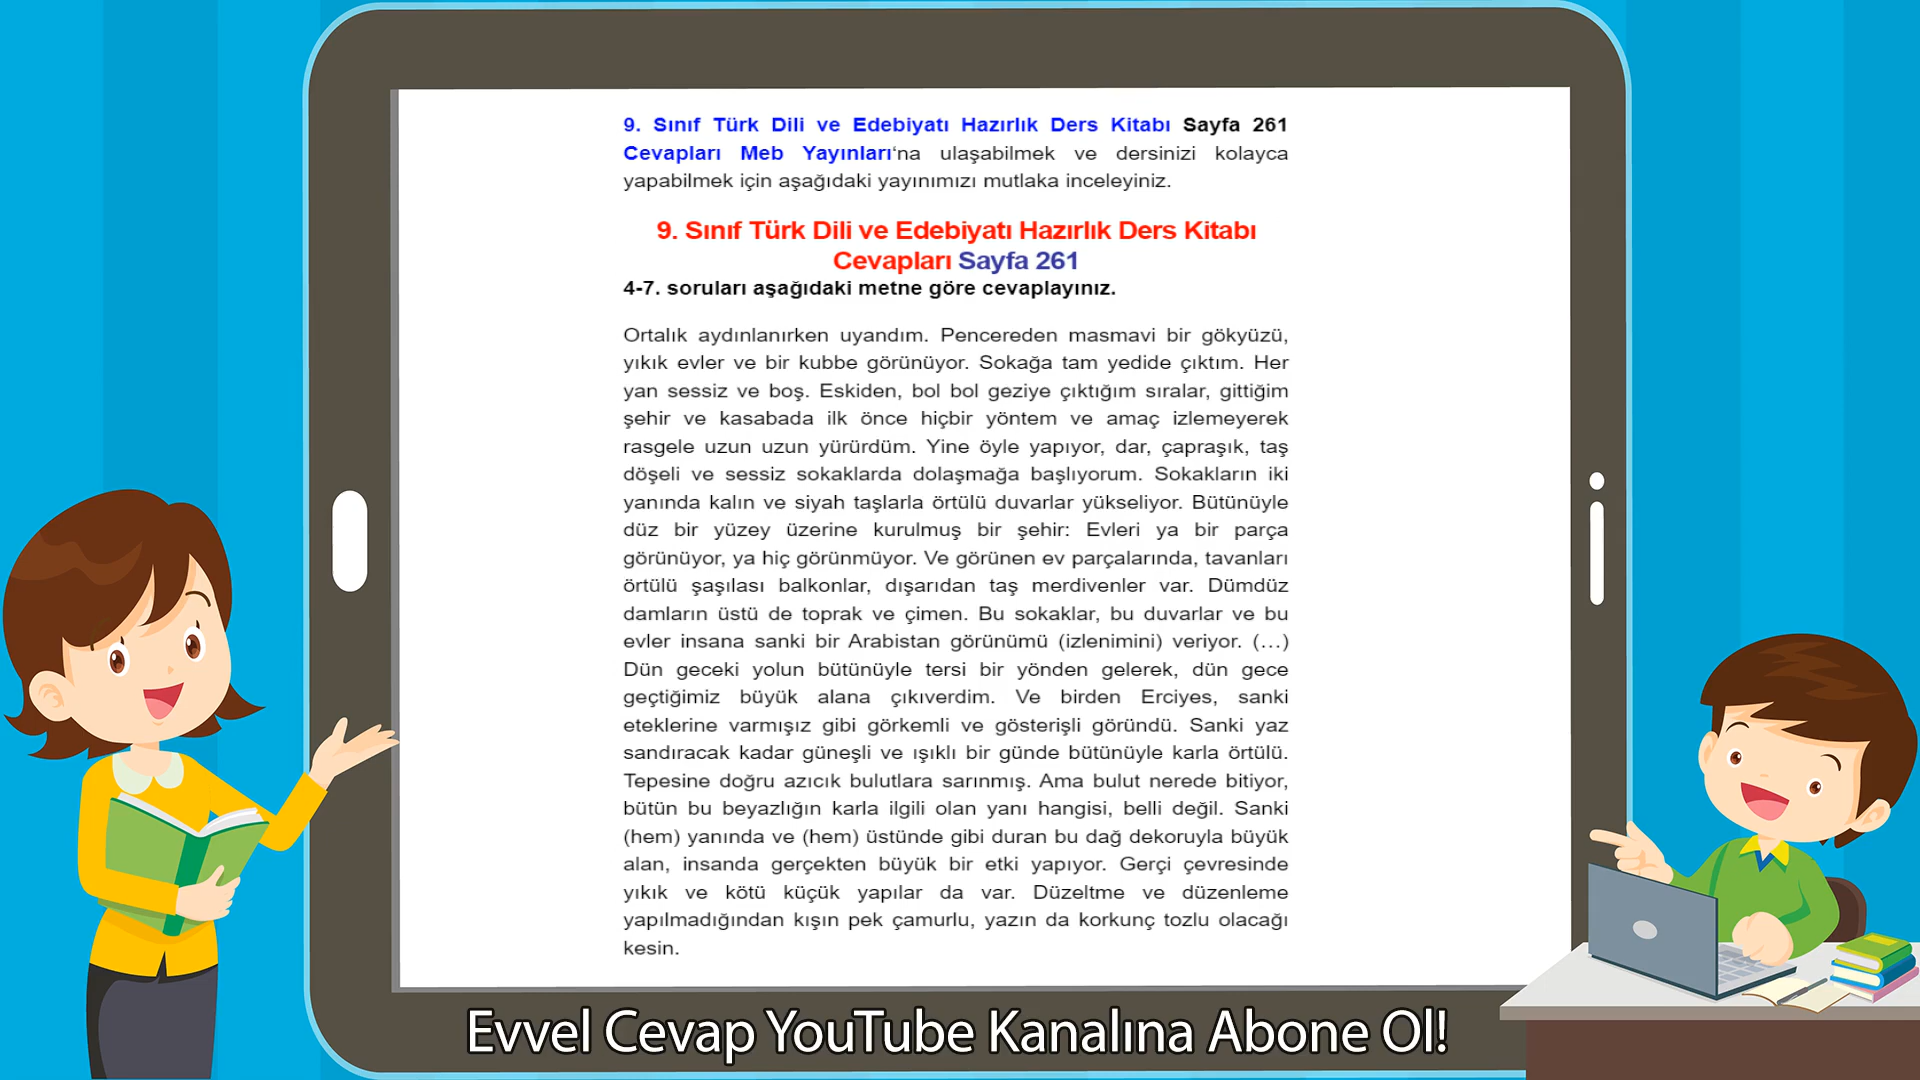 9. Sınıf Türk Dili ve Edebiyatı Hazırlık Ders Kitabı Sayfa 261
Cevapları Meb Yayınları'na ulaşabilmek ve dersinizi kolayca
yapabilmek için aşağıdaki yayınımızı mutlaka inceleyiniz.
9. Sınıf Türk Dili ve Edebiyatı Hazırlık Ders Kitabı
Cevapları Sayfa 261
4-7. soruları aşağıdaki metne göre cevaplayınız.
Ortalık aydınlanırken uyandım. Pencereden masmavi bir gökyüzü,
yıkık evler ve bir kubbe görünüyor. Sokağa tam yedide çıktım. Her
yan sessiz ve boş. Eskiden, bol bol geziye çıktığım sıralar, gittiğim
şehir ve kasabada ilk önce hiçbir yöntem ve amaç izlemeyerek
rasgele uzun uzun yürürdüm. Yine öyle yapıyor, dar, çapraşık, taş
döşeli ve sessiz sokaklarda dolaşmağa başlıyorum. Sokakların iki
yanında kalın ve siyah taşlarla örtülü duvarlar yükseliyor. Bütünüyle
düz bir yüzey üzerine kurulmuş bir şehir: Evleri ya bir parça
görünüyor, ya hiç görünmüyor. Ve görünen ev parçalarında, tavanları
örtülü şaşılası balkonlar, dışarıdan taş merdivenler var. Dümdüz
damların üstü de toprak ve çimen. Bu sokaklar, bu duvarlar ve bu
evler insana sanki bir Arabistan görünümü (izlenimini) veriyor. (…)
Dün geceki yolun bütünüyle tersi bir yönden gelerek, dün gece
geçtiğimiz büyük alana çıkıverdim. Ve birden Erciyes, sanki
eteklerine varmışız gibi görkemli ve gösterişli göründü. Sanki yaz
sandıracak kadar güneşli ve ışıklı bir günde bütünüyle karla örtülü.
Tepesine doğru azıcık bulutlara sarınmış. Ama bulut nerede bitiyor,
bütün bu beyazlığın karla ilgili olan yanı hangisi, belli değil. Sanki
(hem) yanında ve (hem) üstünde gibi duran bu dağ dekoruyla büyük
alan, insanda gerçekten büyük bir etki yapıyor. Gerçi çevresinde
yıkık ve kötü küçük yapılar da var. Düzeltme ve düzenleme
yapılmadığından kışın pek çamurlu, yazın da korkunç tozlu olacağı
kesin.
Evvel Cevap YouTube Kanalına Abone Ol!